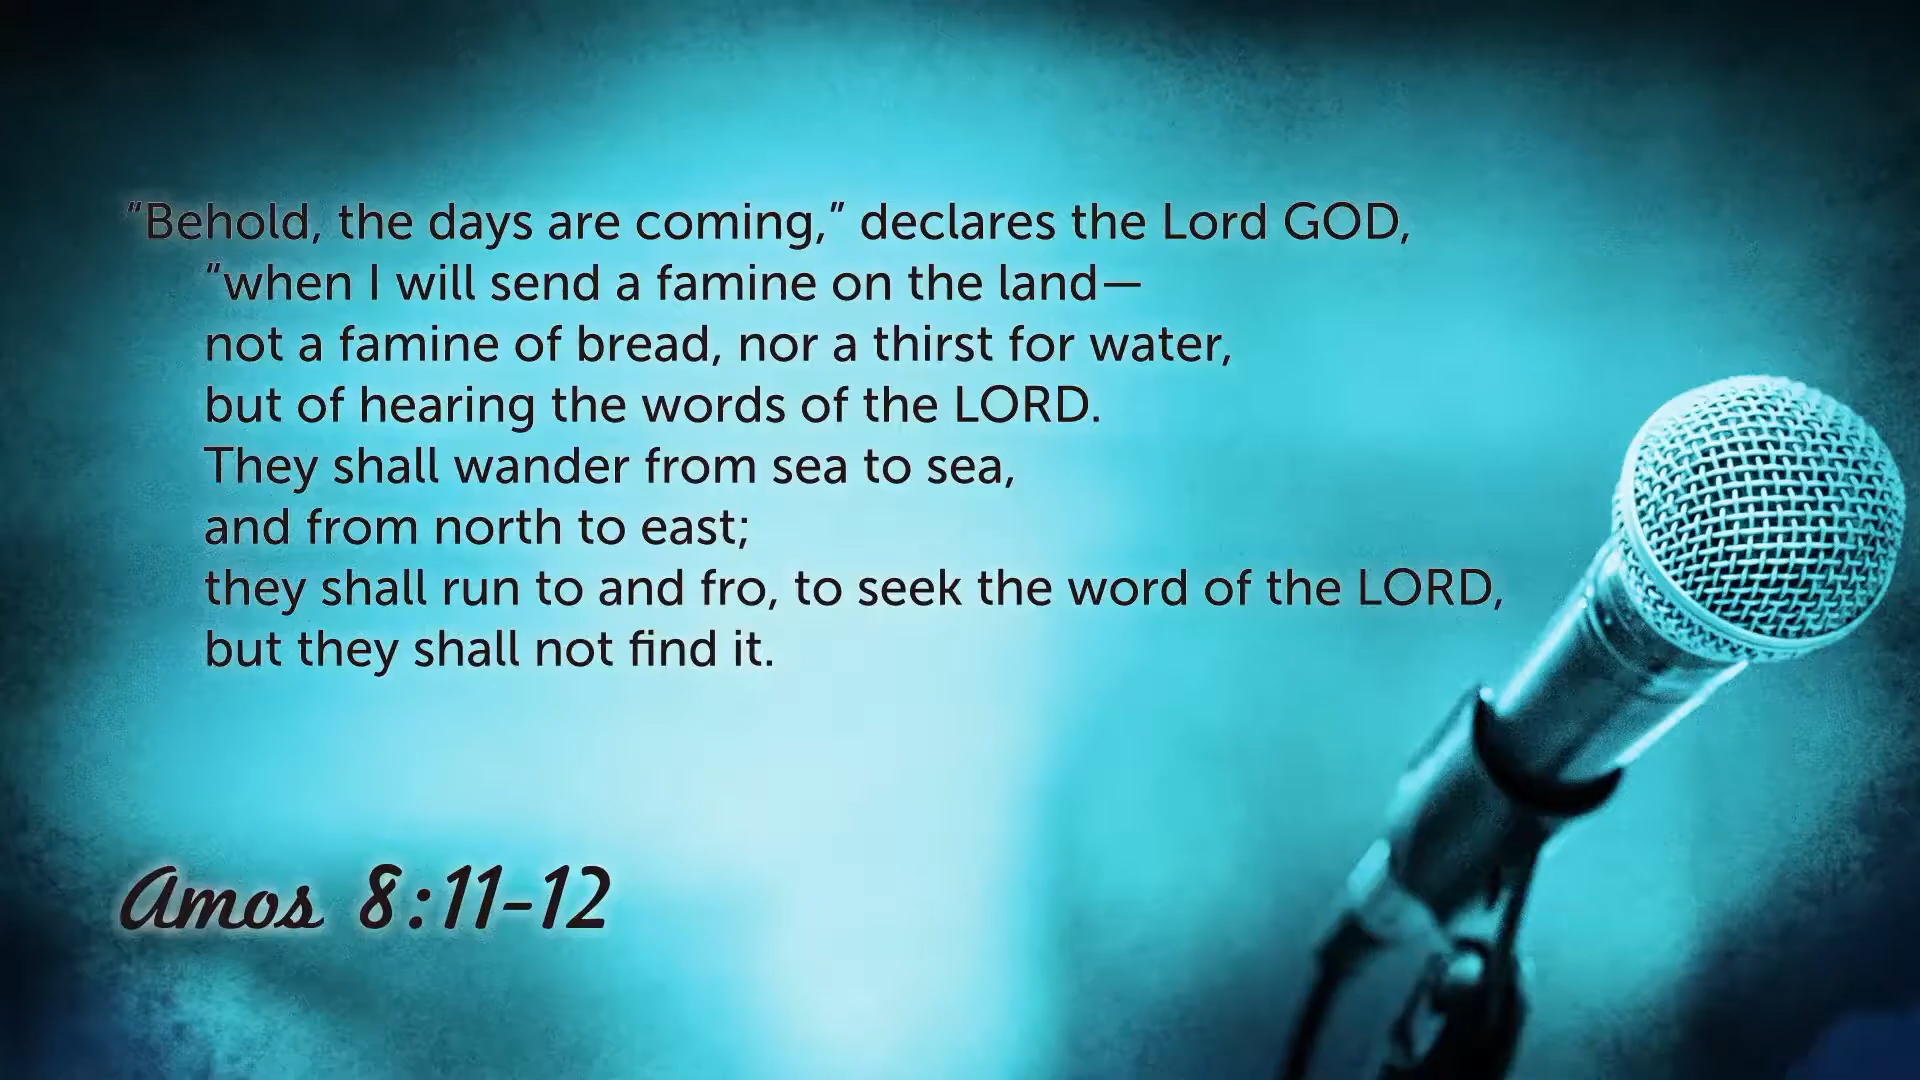 “Behold, the days are coming,” declares the Lord GOD,
“when I will send a famine on the land—
not a famine of bread, nor a thirst for water,
but of hearing the words of the LORD.
They shall wander from sea to sea,
and from north to east;
they shall run to and fro, to seek the word of the LORD,
but they shall not find it.
Amos 8:11-12